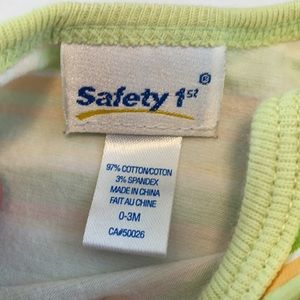 Safety 1st®
97% COTTON/COTON
3% SPANDEX
MADE IN CHINA
FAIT AU CHINE
0-3M
CA#50026